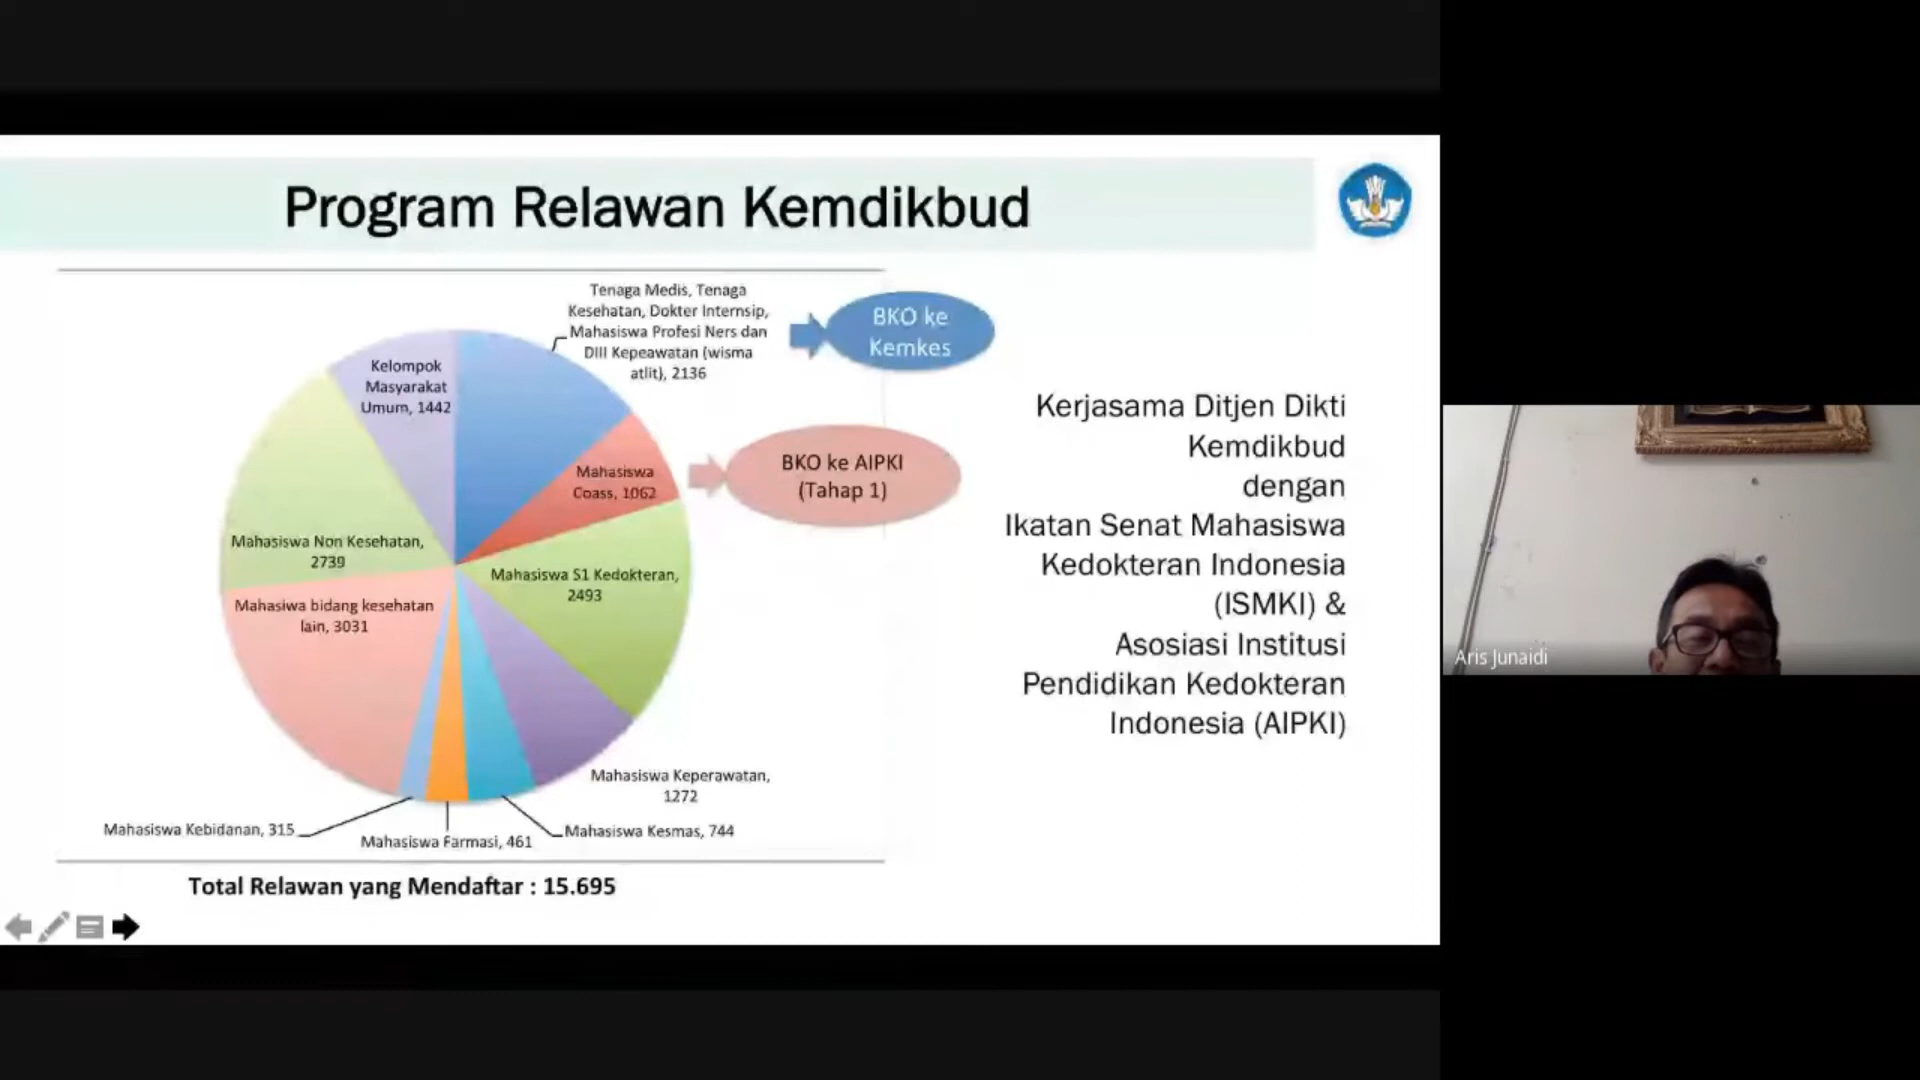 Program Relawan Kemdikbud
Tenaga Medis, Tenaga
Kesehatan, Dokter Internsip,
Mahasiswa Profesi Ners dan
DIII Kepeawatan (wisma
atlit), 2136
BKO ke
Kemkes
Kelompok
Masyarakat
Umum, 1442
Mahasiswa
Coass, 1062
BKO ke AIPKI
(Tahap 1)
Mahasiswa Non Kesehatan,
2739
Mahasiswa S1 Kedokteran,
2493
Mahasiwa bidang kesehatan
lain, 3031
Mahasiswa Keperawatan,
1272
Mahasiswa Kebidanan, 315
Mahasiswa Farmasi, 461
Mahasiswa Kesmas, 744
Total Relawan yang Mendaftar : 15.695
Kerjasama Ditjen Dikti
Kemdikbud
dengan
Ikatan Senat Mahasiswa
Kedokteran Indonesia
(ISMKI) &
Asosiasi Institusi
Pendidikan Kedokteran
Indonesia (AIPKI)
Aris Junaidi